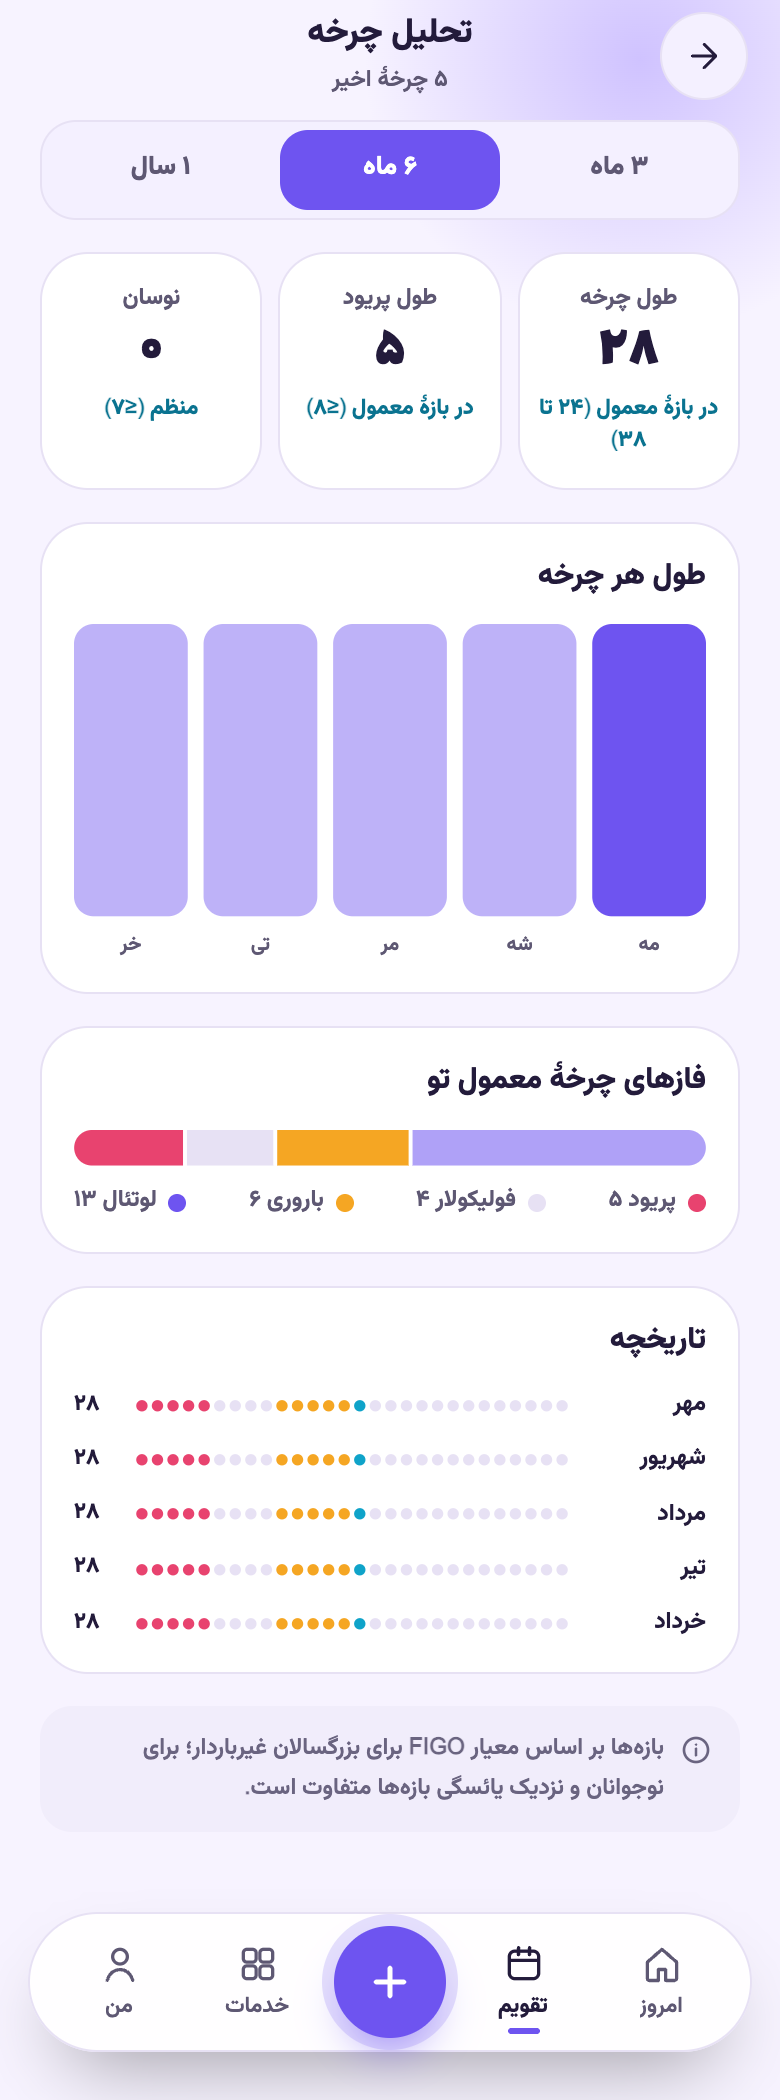 تحلیل چرخه
۵ چرخهٔ اخیر
۳ ماه
۶ ماه
۱ سال
طول چرخه
۲۸
در بازهٔ معمول (۲۴ تا
۳۸)
طول پریود
۵
در بازهٔ معمول (≤۸)
نوسان
۰
منظم (≤۷)
طول هر چرخه
مه
شه
مر
تی
خر
فازهای چرخهٔ معمول تو
پریود ۵
فولیکولار ۴
باروری ۶
لوتئال ۱۳
تاریخچه
مهر ۲۸
شهریور ۲۸
مرداد ۲۸
تیر ۲۸
خرداد ۲۸
بازه‌ها بر اساس معیار FIGO برای بزرگسالان غیرباردار؛ برای
نوجوانان و نزدیک یائسگی بازه‌ها متفاوت است.
امروز
تقویم
خدمات
من